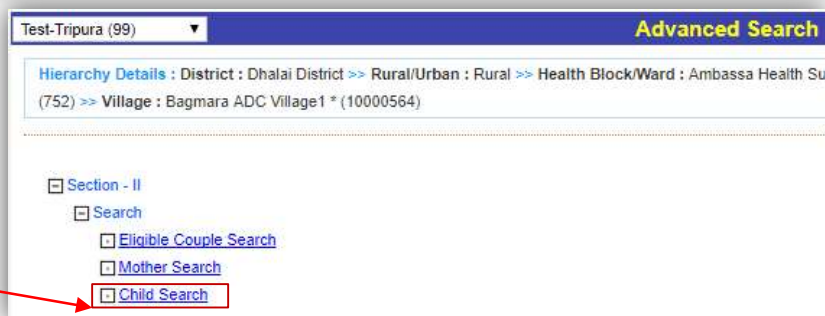 Test-Tripura (99)
Advanced Search
Hierarchy Details : District : Dhalai District >> Rural/Urban : Rural >> Health Block/Ward : Ambassa Health Su
(752) >> Village : Bagmara ADC Village1 * (10000564)
Section - II
Search
Eligible Couple Search
Mother Search
Child Search